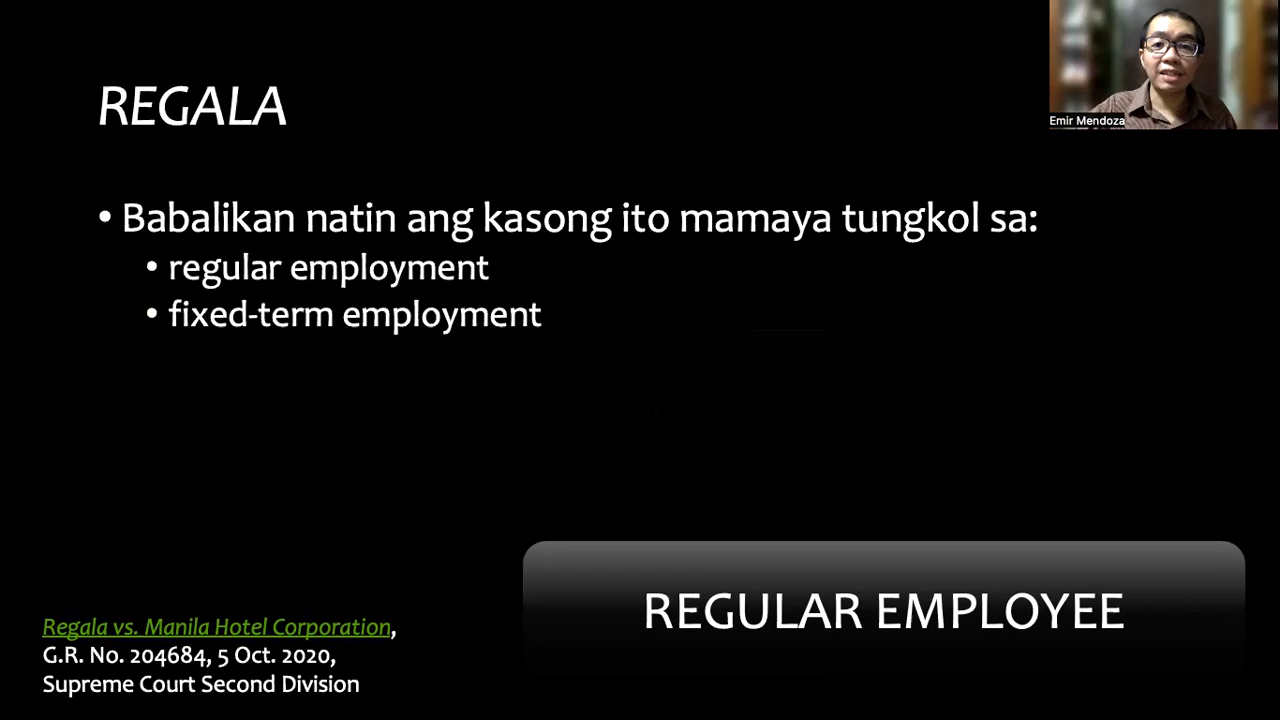 Emir Mendoza
REGALA
• Babalikan natin ang kasong ito mamaya tungkol sa:
• regular employment
• fixed-term employment
REGULAR EMPLOYEE
Regala vs. Manila Hotel Corporation,
G.R. No. 204684, 5 Oct. 2020,
Supreme Court Second Division